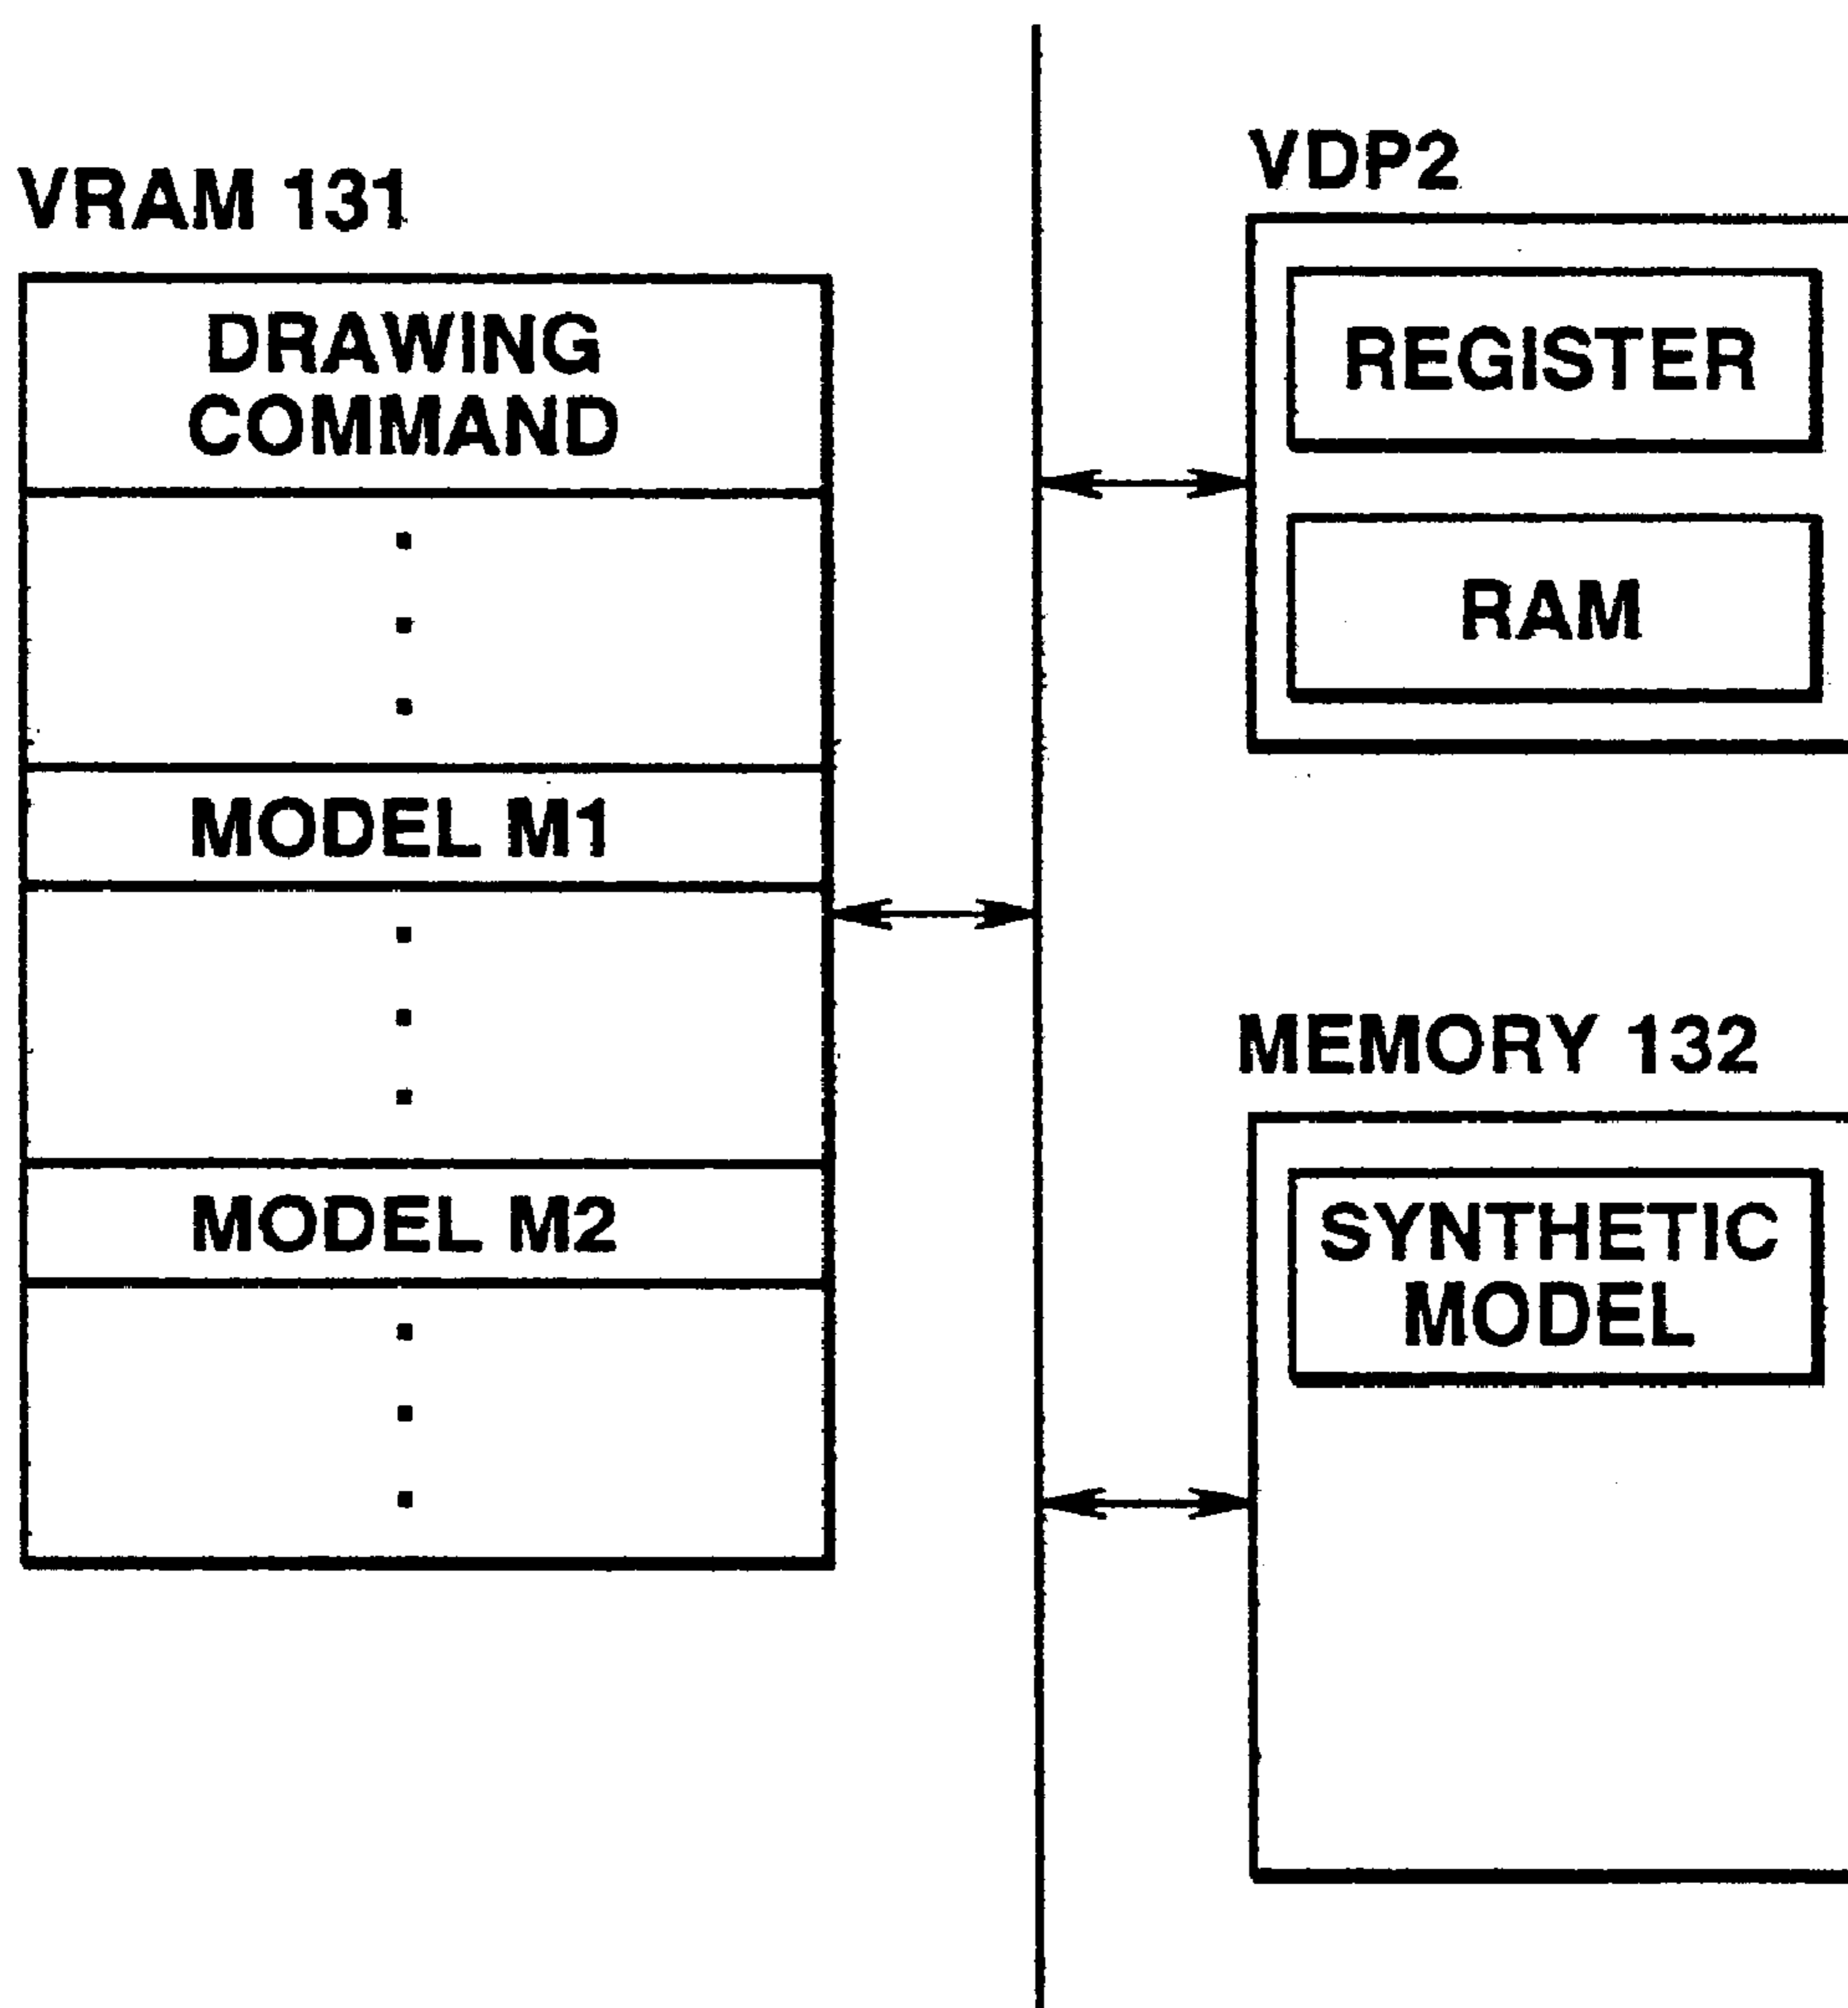 VRAM 131
DRAWING
COMMAND
MODEL M1
MODEL M2
VDP2
REGISTER
RAM
MEMORY 132
SYNTHETIC
MODEL